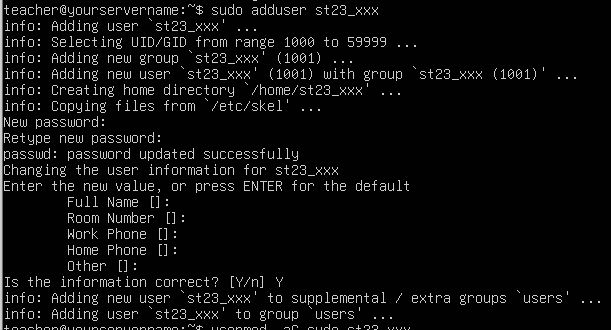 teacher@yourservername:~$ sudo adduser st23_xxx
info: Adding user `st23_xxx' ...
info: Selecting UID/GID from range 1000 to 59999 ...
info: Adding new group `st23_xxx' (1001) ...
info: Adding new user `st23_xxx' (1001) with group `st23_xxx (1001)' ...
info: Creating home directory `/home/st23_xxx' ...
info: Copying files from `/etc/skel' ...
New password:
Retype new password:
passwd: password updated successfully
Changing the user information for st23_xxx
Enter the new value, or press ENTER for the default
Full Name []:
Room Number []:
Work Phone []:
Home Phone []:
Other []:
Is the information correct? [Y/n] Y
info: Adding new user `st23_xxx' to supplemental / extra groups `users' ...
info: Adding user `st23_xxx' to group `users' ...
teacher@yourservername:~$ usermod -aG sudo st23_xxx